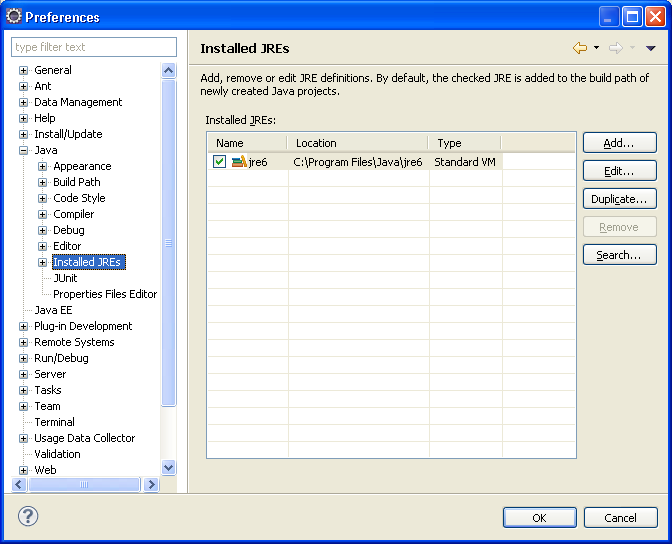 Preferences
type filter text
General
Ant
Data Management
Help
Install/Update
Java
Appearance
Build Path
Code Style
Compiler
Debug
Editor
Installed JREs
JUnit
Properties Files Editor
Java EE
Plug-in Development
Remote Systems
Run/Debug
Server
Tasks
Team
Terminal
Usage Data Collector
Validation
Web
Installed JREs
Add, remove or edit JRE definitions. By default, the checked JRE is added to the build path of
newly created Java projects.
Installed JREs:
Name Location Type
jre6 C:\Program Files\Java\jre6 Standard VM
Add...
Edit...
Duplicate...
Remove
Search...
?
OK Cancel